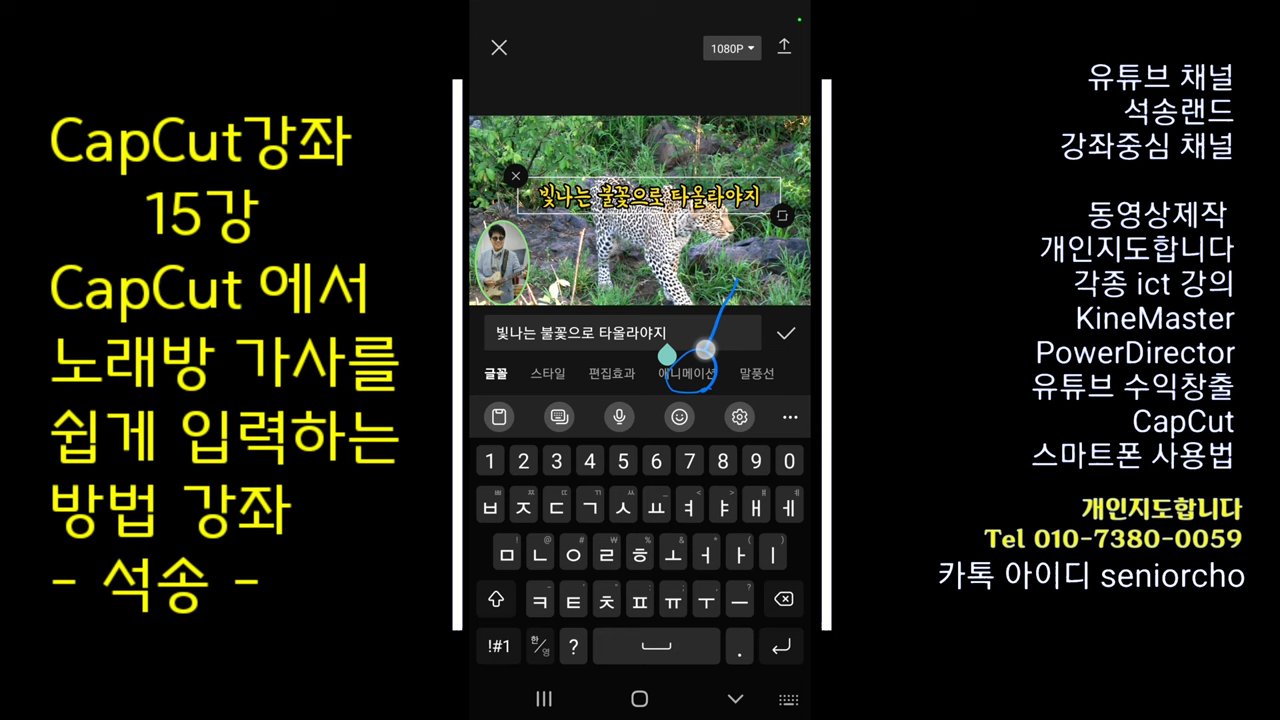 CapCut강좌
15강
CapCut 에서
노래방 가사를
쉽게 입력하는
방법 강좌
- 석송 -
1080P
빛나는 불꽃으로 타올라야지
빛나는 불꽃으로 타올라야지
글꼴 스타일 편집효과 애니메이션 말풍선
1 2 3 4 5 6 7 8 9 0
ㅂ ㅈ ㄷ ㄱ ㅅ ㅛ ㅕ ㅑ ㅐ ㅔ
ㅁ ㄴ ㅇ ㄹ ㅎ ㅗ ㅓ ㅏ ㅣ
ㅋ ㅌ ㅊ ㅍ ㅠ ㅜ ㅡ
!#1 한/영 ? .
유튜브 채널
석송랜드
강좌중심 채널
동영상제작
개인지도합니다
각종 ict 강의
KineMaster
PowerDirector
유튜브 수익창출
CapCut
스마트폰 사용법
개인지도합니다
Tel 010-7380-0059
카톡 아이디 seniorcho